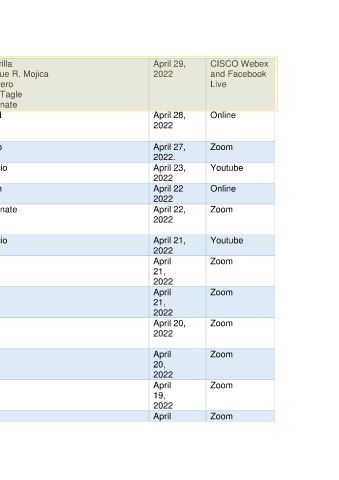 rilla April 29, CISCO Webex
ue R. Mojica 2022 and Facebook
ero Live
Tagle
nate
April 28, Online
2022
o April 27, Zoom
2022.
cio April 23, Youtube
2022
n April 22 Online
2022
nate April 22, Zoom
2022
cio April 21, Youtube
2022
April Zoom
21,
2022
April Zoom
21,
2022
April 20, Zoom
2022
April Zoom
20,
2022
April Zoom
19,
2022
April Zoom